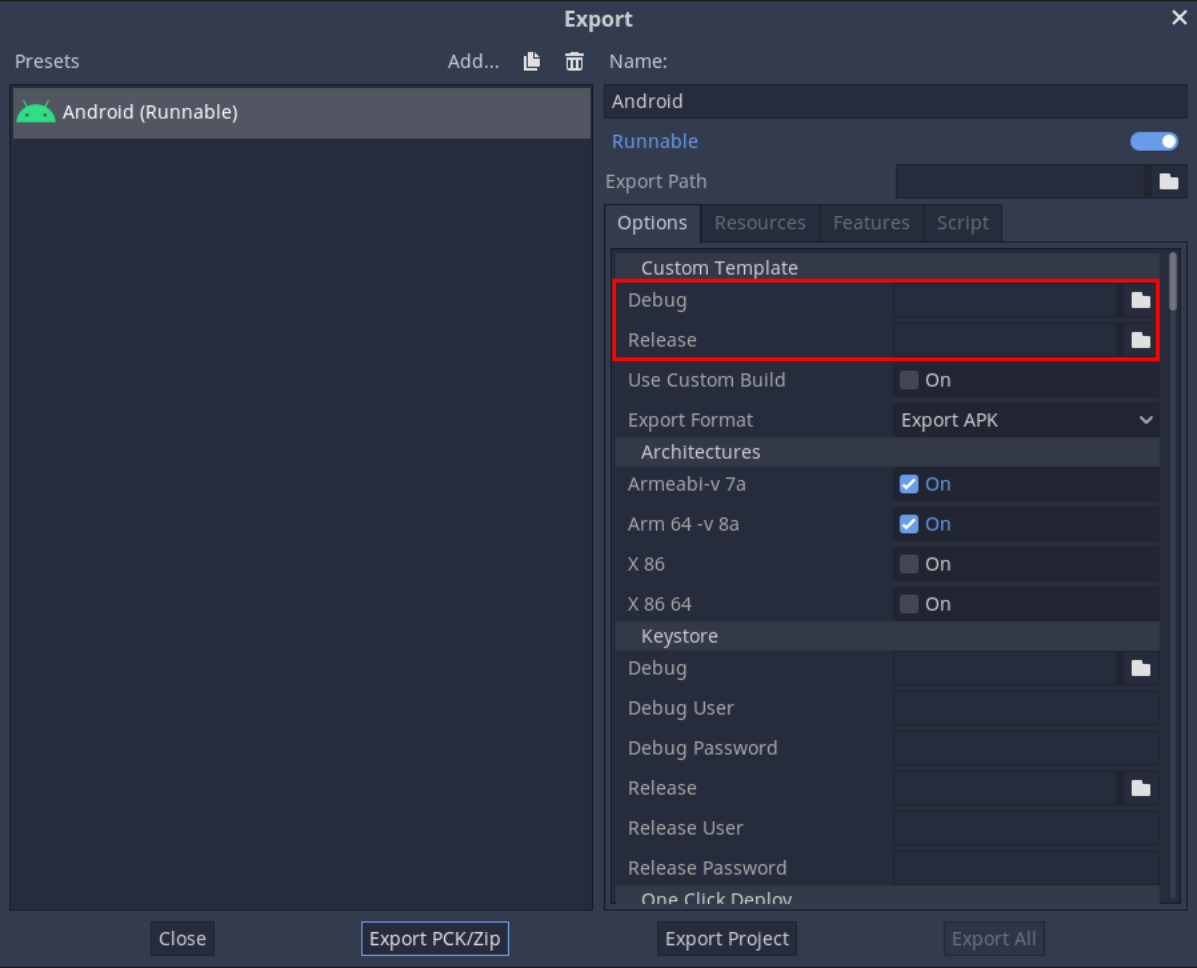 Export
Presets
Add...
Name:
Android (Runnable)
Android
Runnable
Export Path
Options Resources Features Script
Custom Template
Debug
Release
Use Custom Build On
Export Format Export APK
Architectures
Armeabi-v 7a On
Arm 64 -v 8a On
X 86 On
X 86 64 On
Keystore
Debug
Debug User
Debug Password
Release
Release User
Release Password
One Click Deploy
Close Export PCK/Zip Export Project Export All